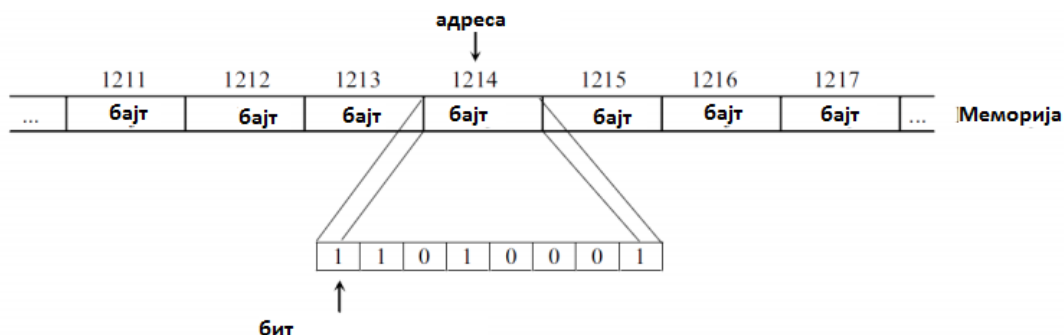 адреса
1211 1212 1213 1214 1215 1216 1217
... бајт бајт бајт бајт бајт бајт бајт ... Меморија
1 1 0 1 0 0 0 1
бит